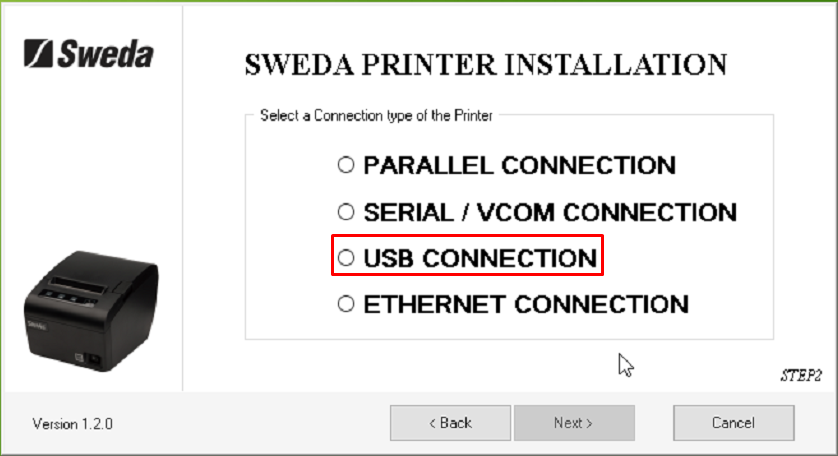 Sweda
SWEDA PRINTER INSTALLATION
Select a Connection type of the Printer
PARALLEL CONNECTION
SERIAL / VCOM CONNECTION
USB CONNECTION
ETHERNET CONNECTION
Sweda
STEP2
Version 1.2.0
< Back
Next >
Cancel